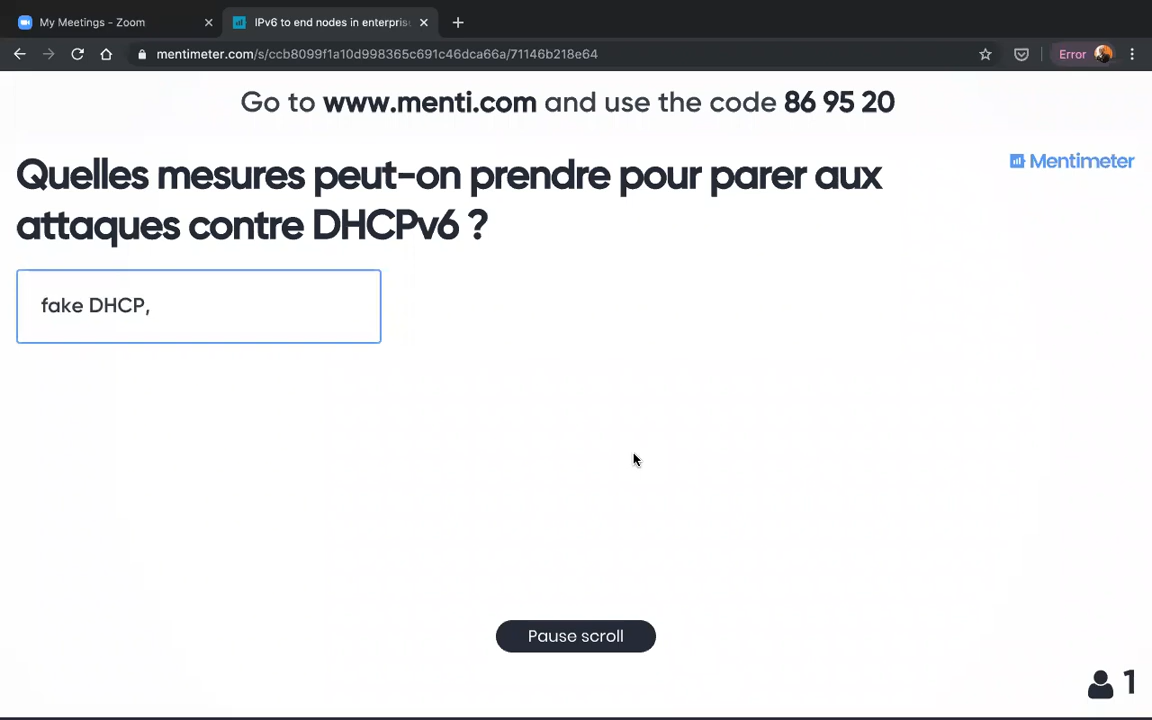 My Meetings - Zoom
IPv6 to end nodes in enterpris
mentimeter.com/s/ccb8099f1a10d998365c691c46dca66a/71146b218e64
Error
Go to www.menti.com and use the code 86 95 20
Mentimeter
Quelles mesures peut-on prendre pour parer aux
attaques contre DHCPv6 ?
fake DHCP,
Pause scroll
1